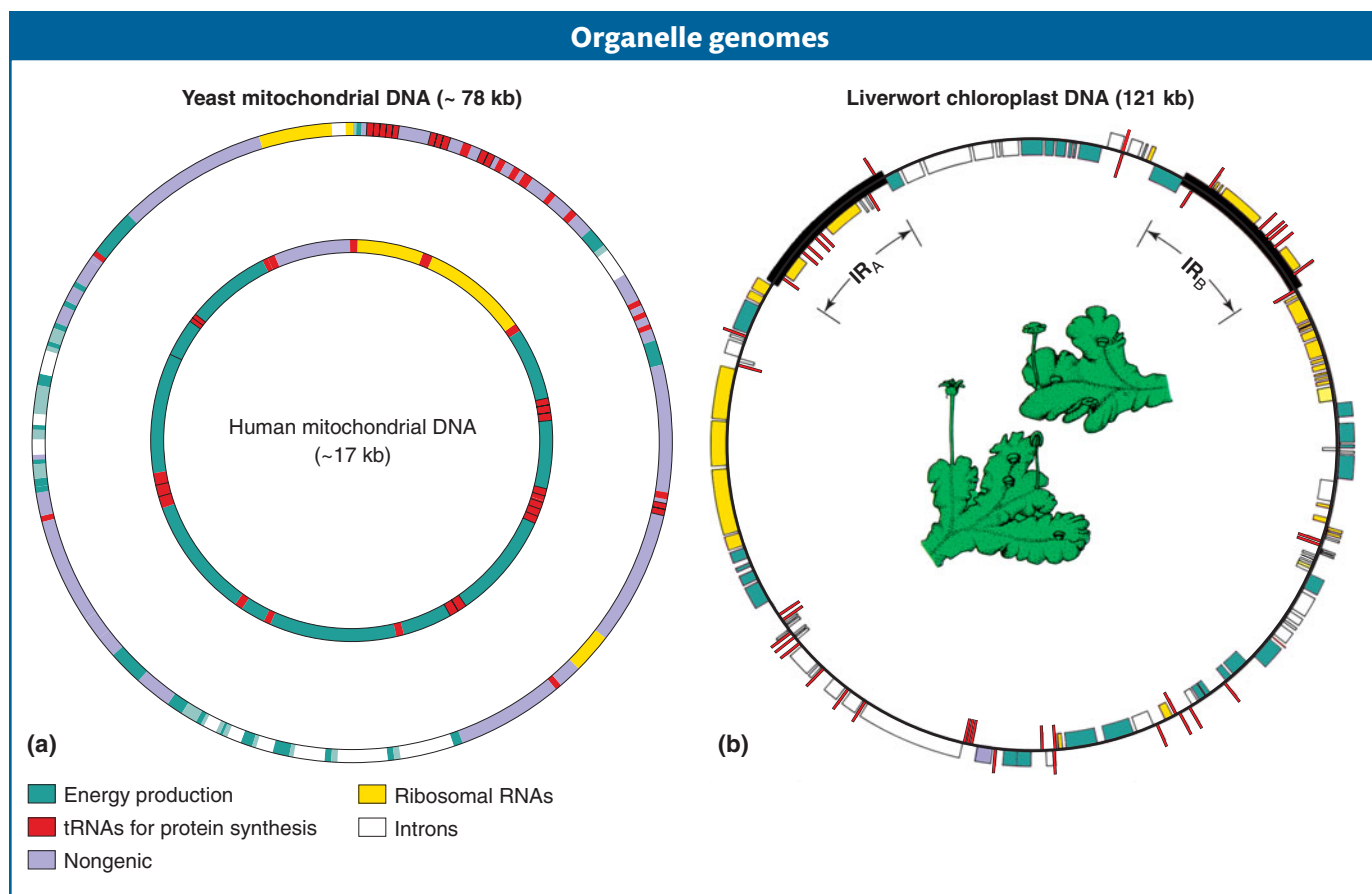 Organelle genomes
Yeast mitochondrial DNA (~ 78 kb)
Human mitochondrial DNA
(~17 kb)
(a)
Liverwort chloroplast DNA (121 kb)
IRA
IRB
(b)
Energy production
tRNAs for protein synthesis
Nongenic
Ribosomal RNAs
Introns